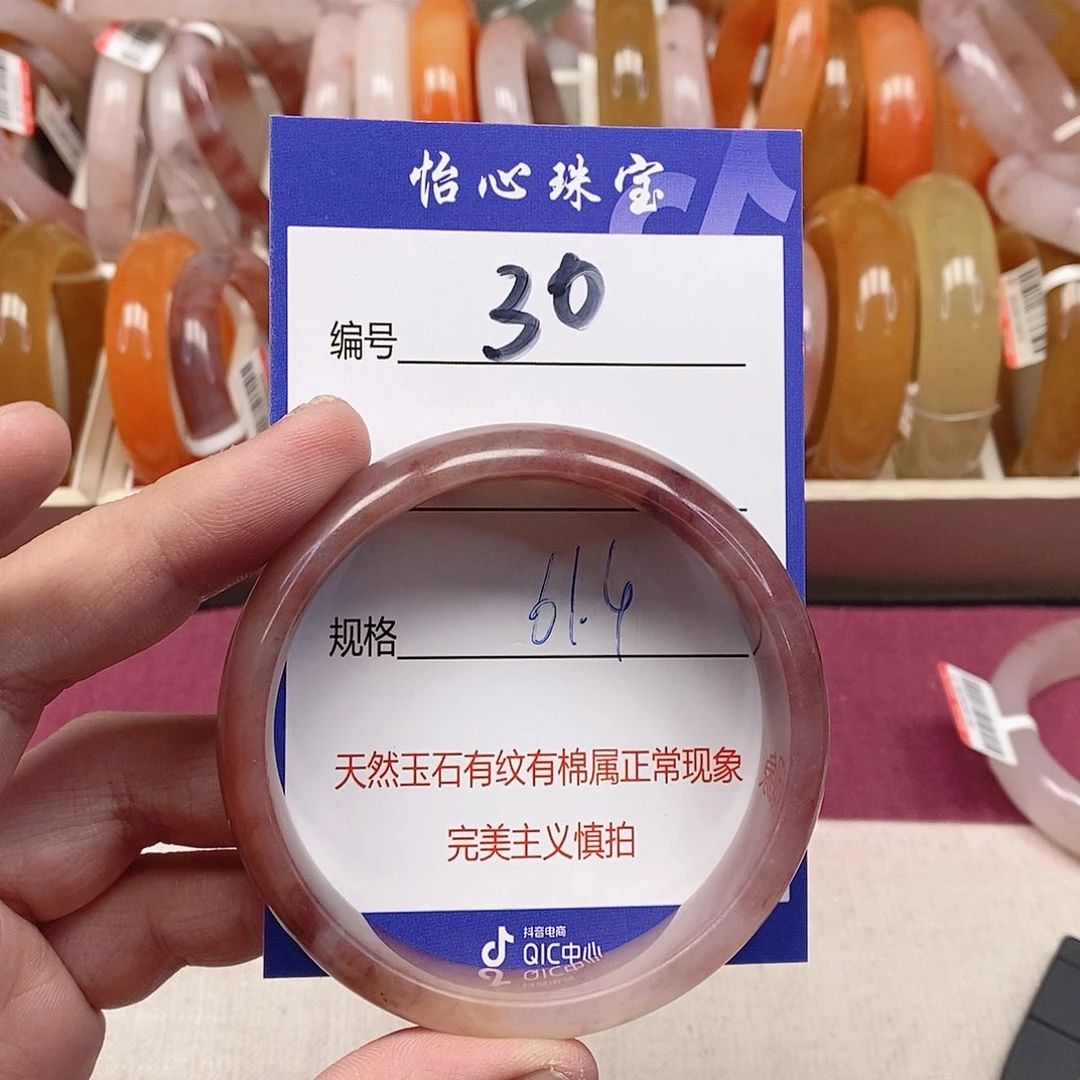 怡心珠宝
编号 30
规格 61.4
天然玉石有纹有棉属正常现象
完美主义慎拍
抖音电商
QIC中心